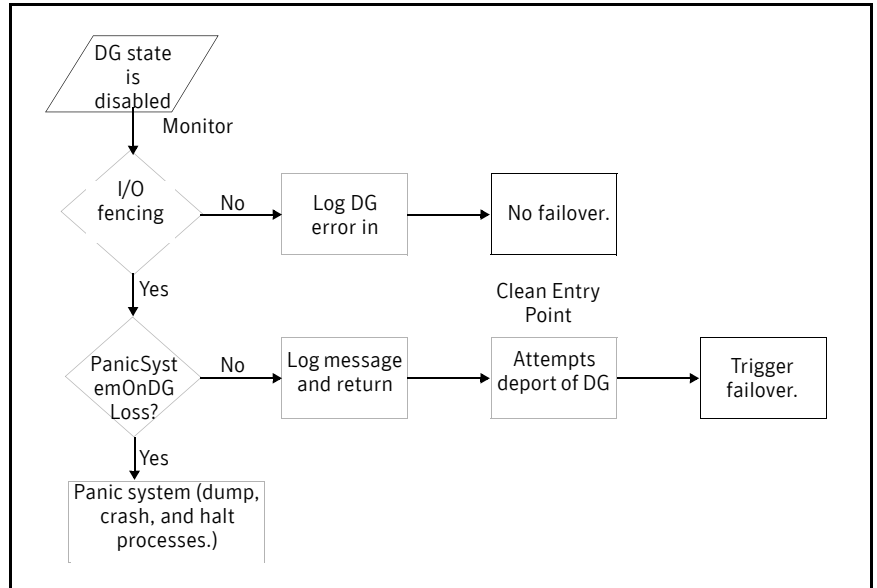 DG state
is
disabled
Monitor
I/O
fencing
No
Log DG
error in
No failover.
Yes
Clean Entry
Point
PanicSyst
emOnDG
Loss?
No
Log message
and return
Attempts
deport of DG
Trigger
failover.
Yes
Panic system (dump,
crash, and halt
processes.)